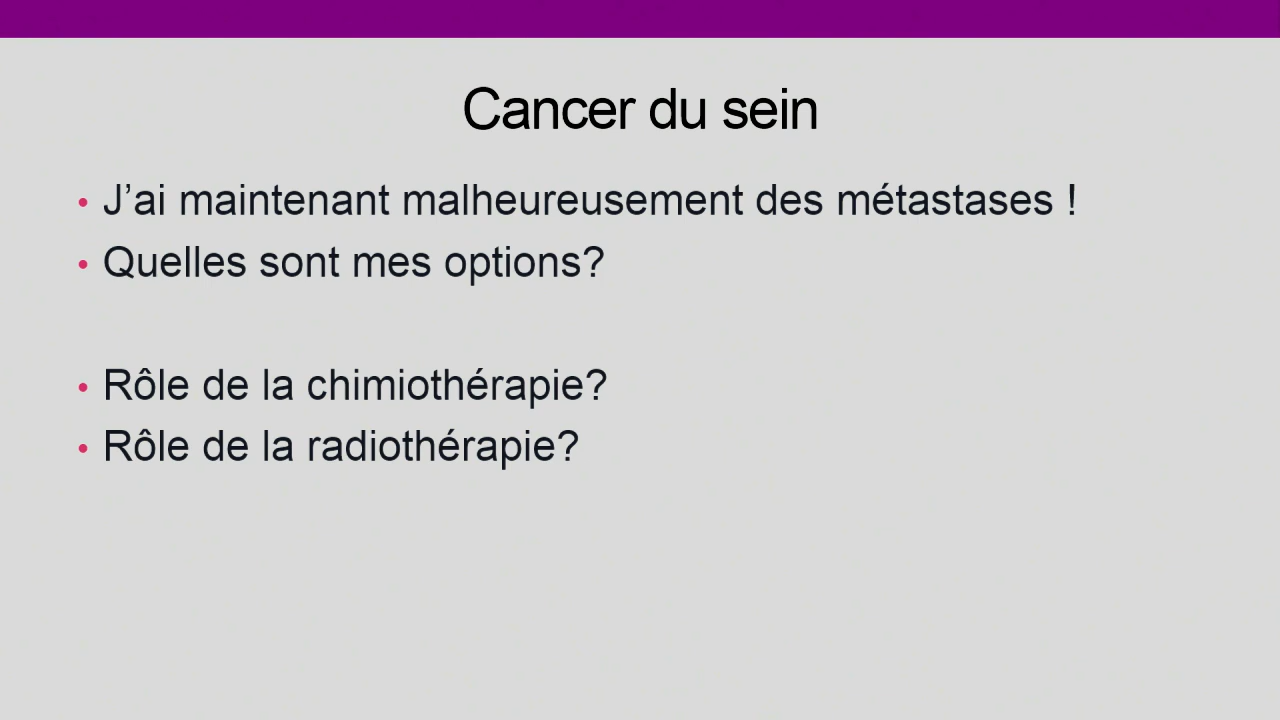 Cancer du sein
• J’ai maintenant malheureusement des métastases !
• Quelles sont mes options?
• Rôle de la chimiothérapie?
• Rôle de la radiothérapie?